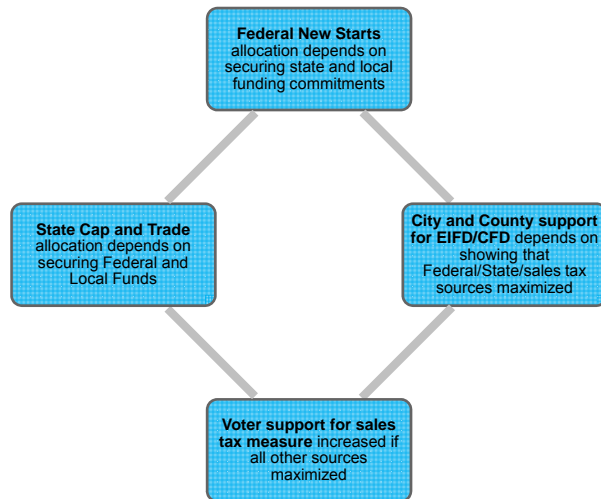 Federal New Starts
allocation depends on
securing state and local
funding commitments
State Cap and Trade
allocation depends on
securing Federal and
Local Funds
City and County support
for EIFD/CFD depends on
showing that
Federal/State/sales tax
sources maximized
Voter support for sales
tax measure increased if
all other sources
maximized